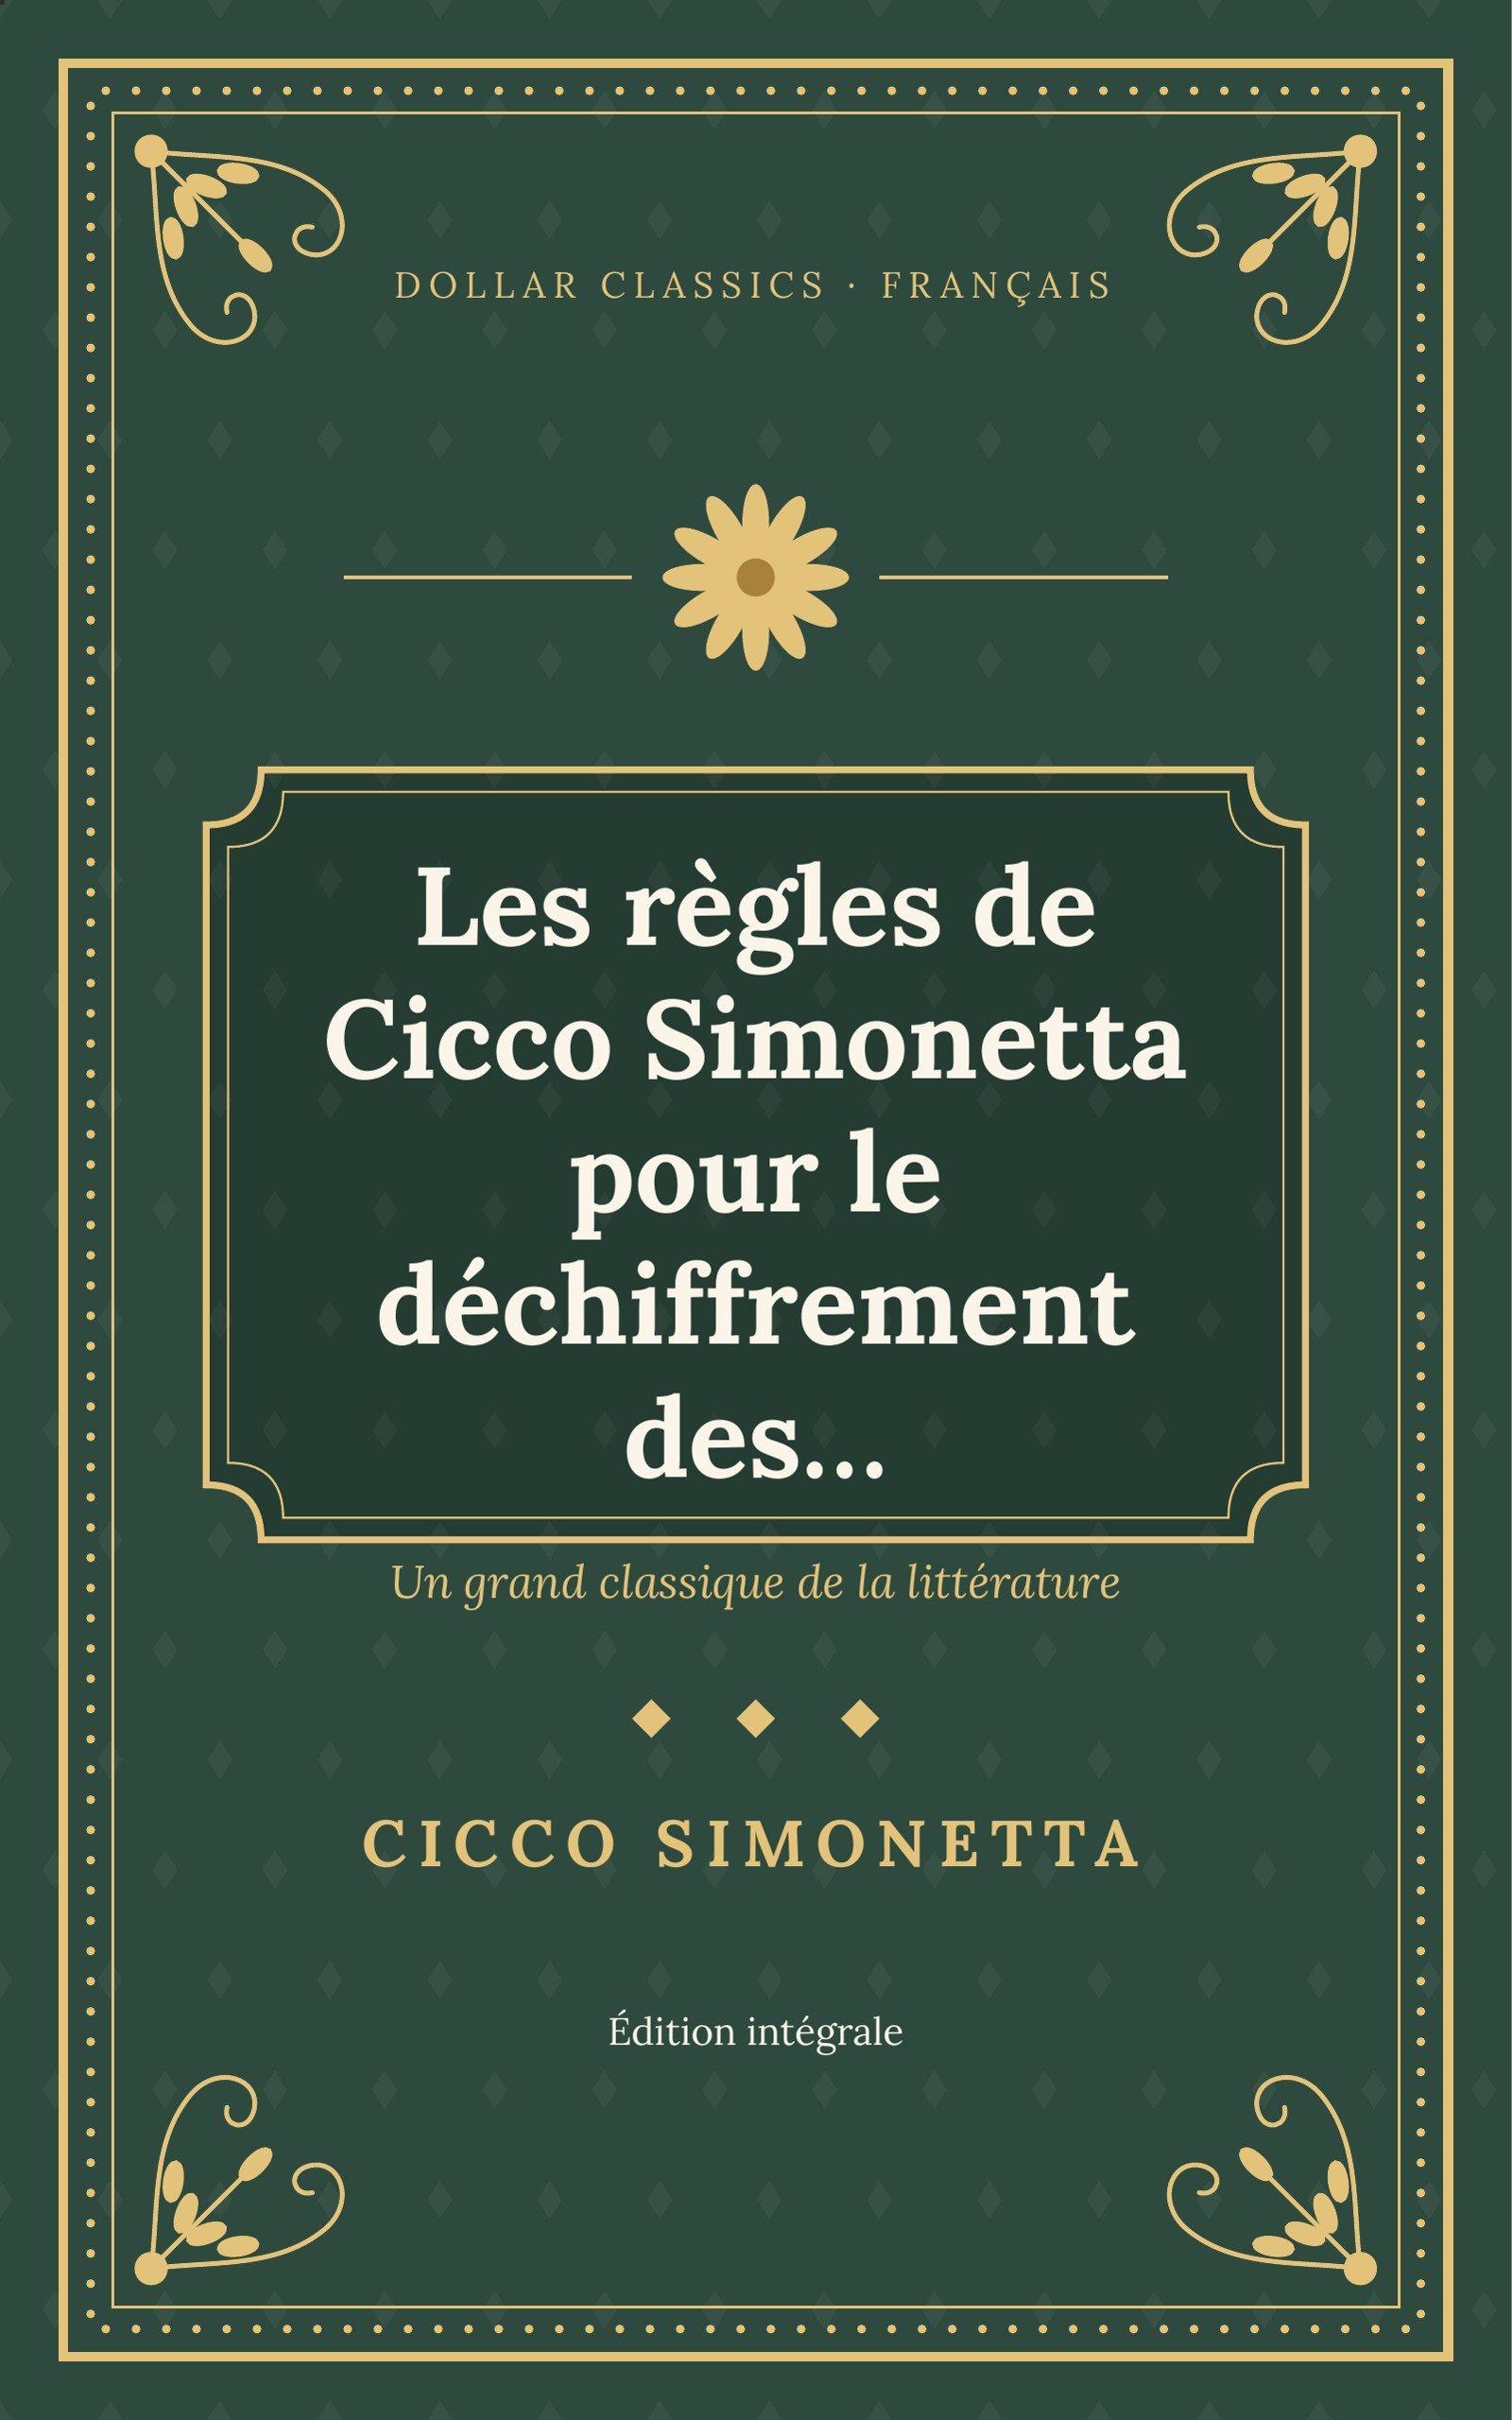 DOLLAR CLASSICS · FRANÇAIS
Les règles de
Cicco Simonetta
pour le
déchiffrement
des...
Un grand classique de la littérature
CICCO SIMONETTA
Édition intégrale